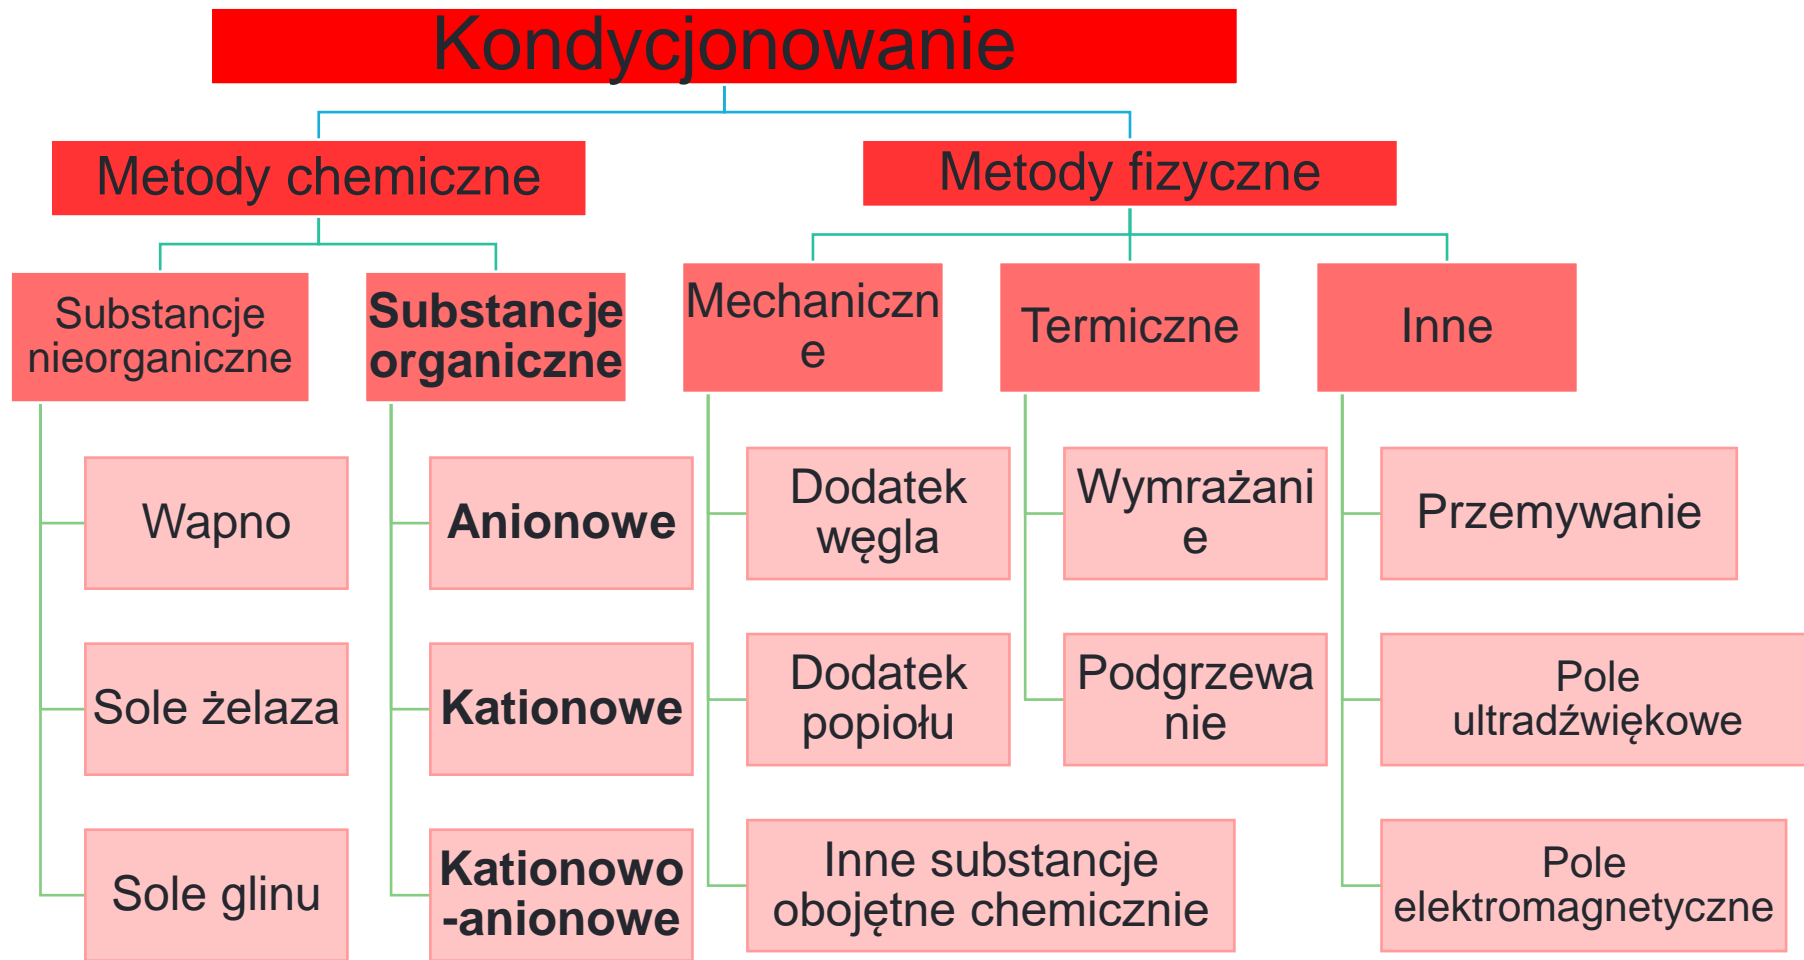 Kondycjonowanie
Metody chemiczne
Metody fizyczne
Substancje
nieorganiczne
Substancje
organiczne
Mechaniczn
e
Termiczne
Inne
Wapno
Sole żelaza
Sole glinu
Anionowe
Kationowe
Kationowo
-anionowe
Dodatek
węgla
Dodatek
popiołu
Inne substancje
obojętne chemicznie
Wymrażani
e
Podgrzewa
nie
Przemywanie
Pole
ultradźwiękowe
Pole
elektromagnetyczne